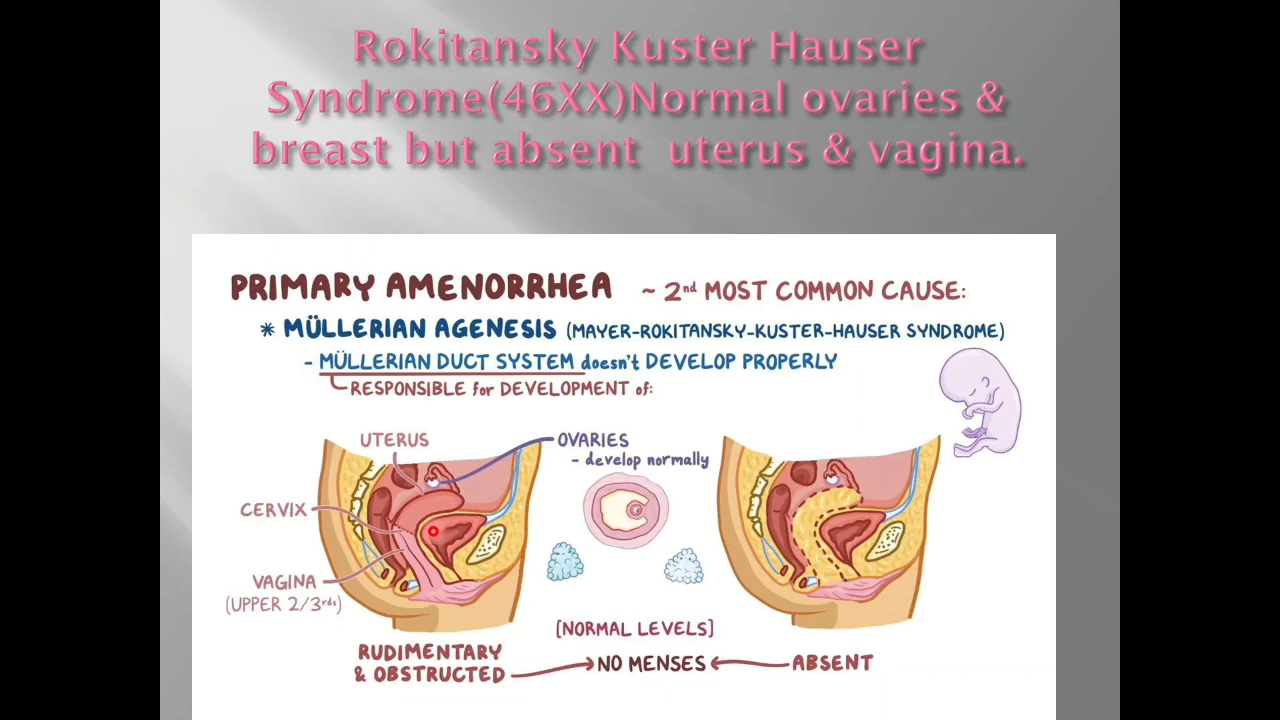 Rokitansky Kuster Hauser
Syndrome(46XX)Normal ovaries &
breast but absent uterus & vagina.
PRIMARY AMENORRHEA ~ 2nd MOST COMMON CAUSE:
* MÜLLERIAN AGENESIS (MAYER-ROKITANSKY-KUSTER-HAUSER SYNDROME)
- MÜLLERIAN DUCT SYSTEM doesn't DEVELOP PROPERLY
RESPONSIBLE for DEVELOPMENT of:
UTERUS
OVARIES
- develop normally
CERVIX
VAGINA
(UPPER 2/3rds)
[NORMAL LEVELS]
RUDIMENTARY
& OBSTRUCTED
NO MENSES
ABSENT